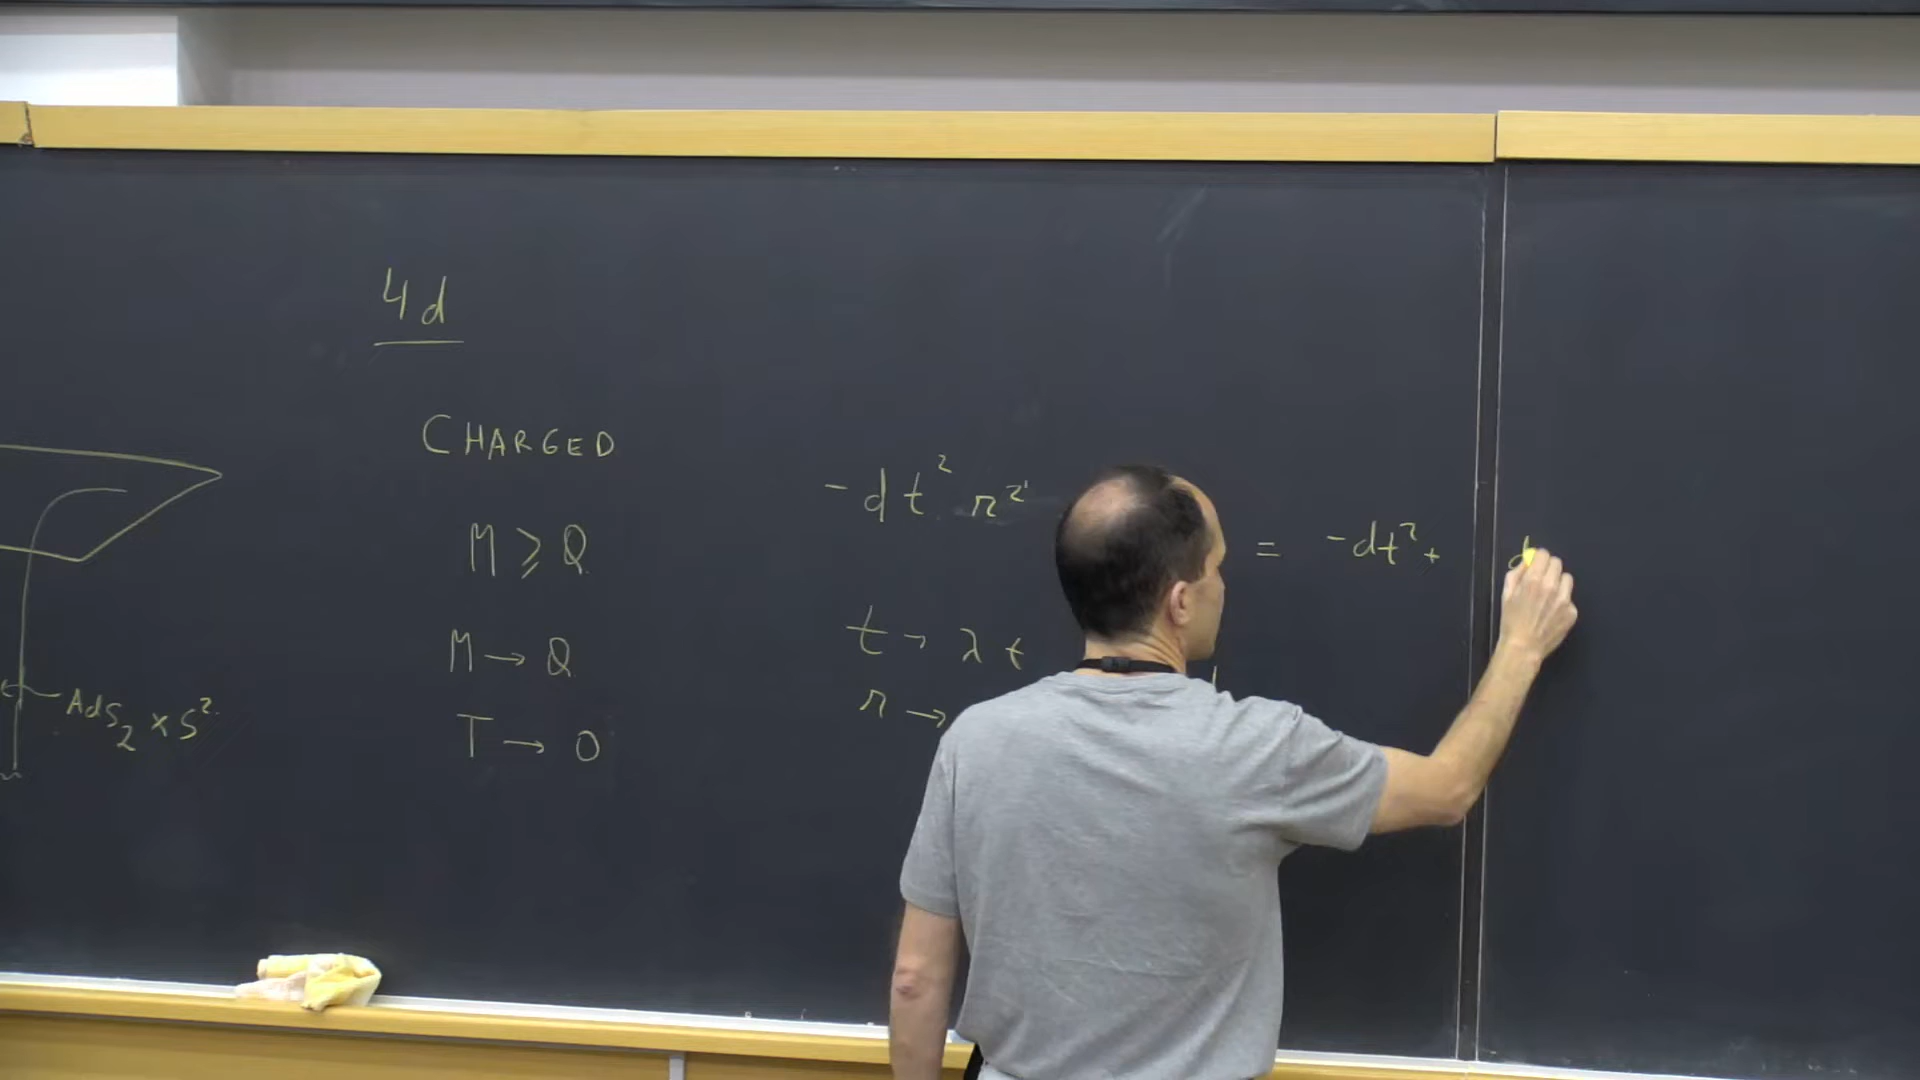 4d
CHARGED
M ⩾ Q
M → Q
T → 0
AdS₂ × S²
-dt² r²
= -dt² + d
t → λ t
r →